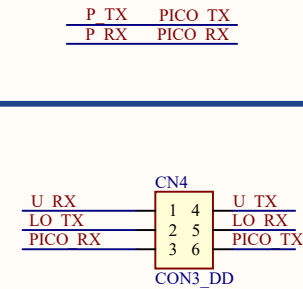 P_TX PICO_TX
P_RX PICO_RX
CN4
U_RX 1 4 U_TX
LO_TX 2 5 LO_RX
PICO_RX 3 6 PICO_TX
CON3_DD